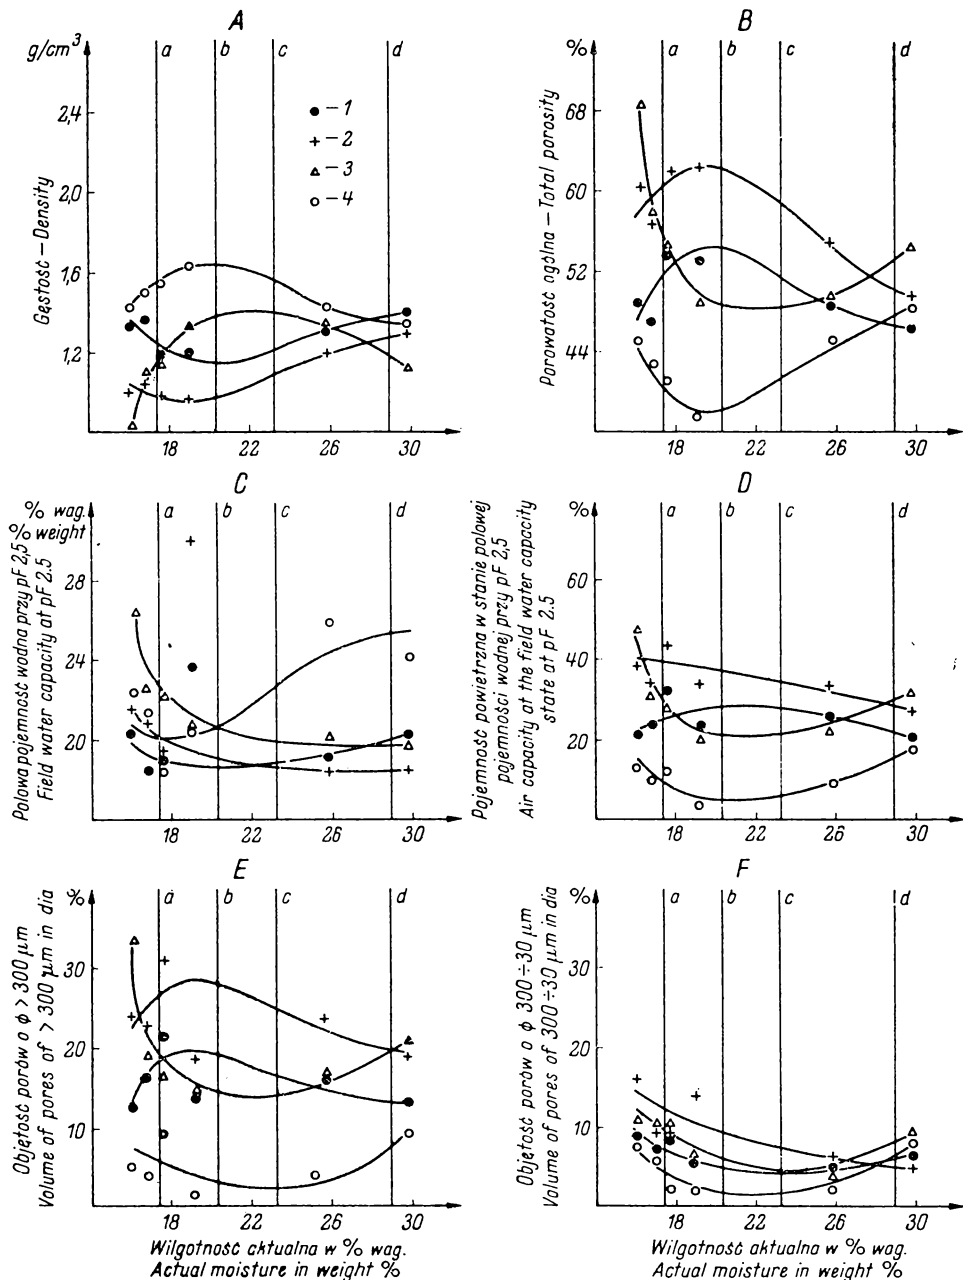 A
g/cm³
a
b
c
d
2,4
2,0
1,6
1,2
18
22
26
30
Gęstość – Density
● – 1
+ – 2
△ – 3
○ – 4
B
%
a
b
c
d
68
60
52
44
18
22
26
30
Porowatość ogólna – Total porosity
C
% wag.
% weight
a
b
c
d
28
24
20
18
22
26
30
Polowa pojemność wodna przy pF 2,5
Field water capacity at pF 2.5
D
%
a
b
c
d
60
40
20
18
22
26
30
Pojemność powietrzna w stanie polowej
pojemności wodnej przy pF 2,5
Air capacity at the field water capacity
state at pF 2.5
E
%
a
b
c
d
30
20
10
18
22
26
30
Objętość porów o ϕ > 300 μm
Volume of pores of > 300 μm in dia
Wilgotność aktualna w % wag.
Actual moisture in weight %
F
%
a
b
c
d
30
20
10
18
22
26
30
Objętość porów o ϕ 300÷30 μm
Volume of pores of 300÷30 μm in dia
Wilgotność aktualna w % wag.
Actual moisture in weight %